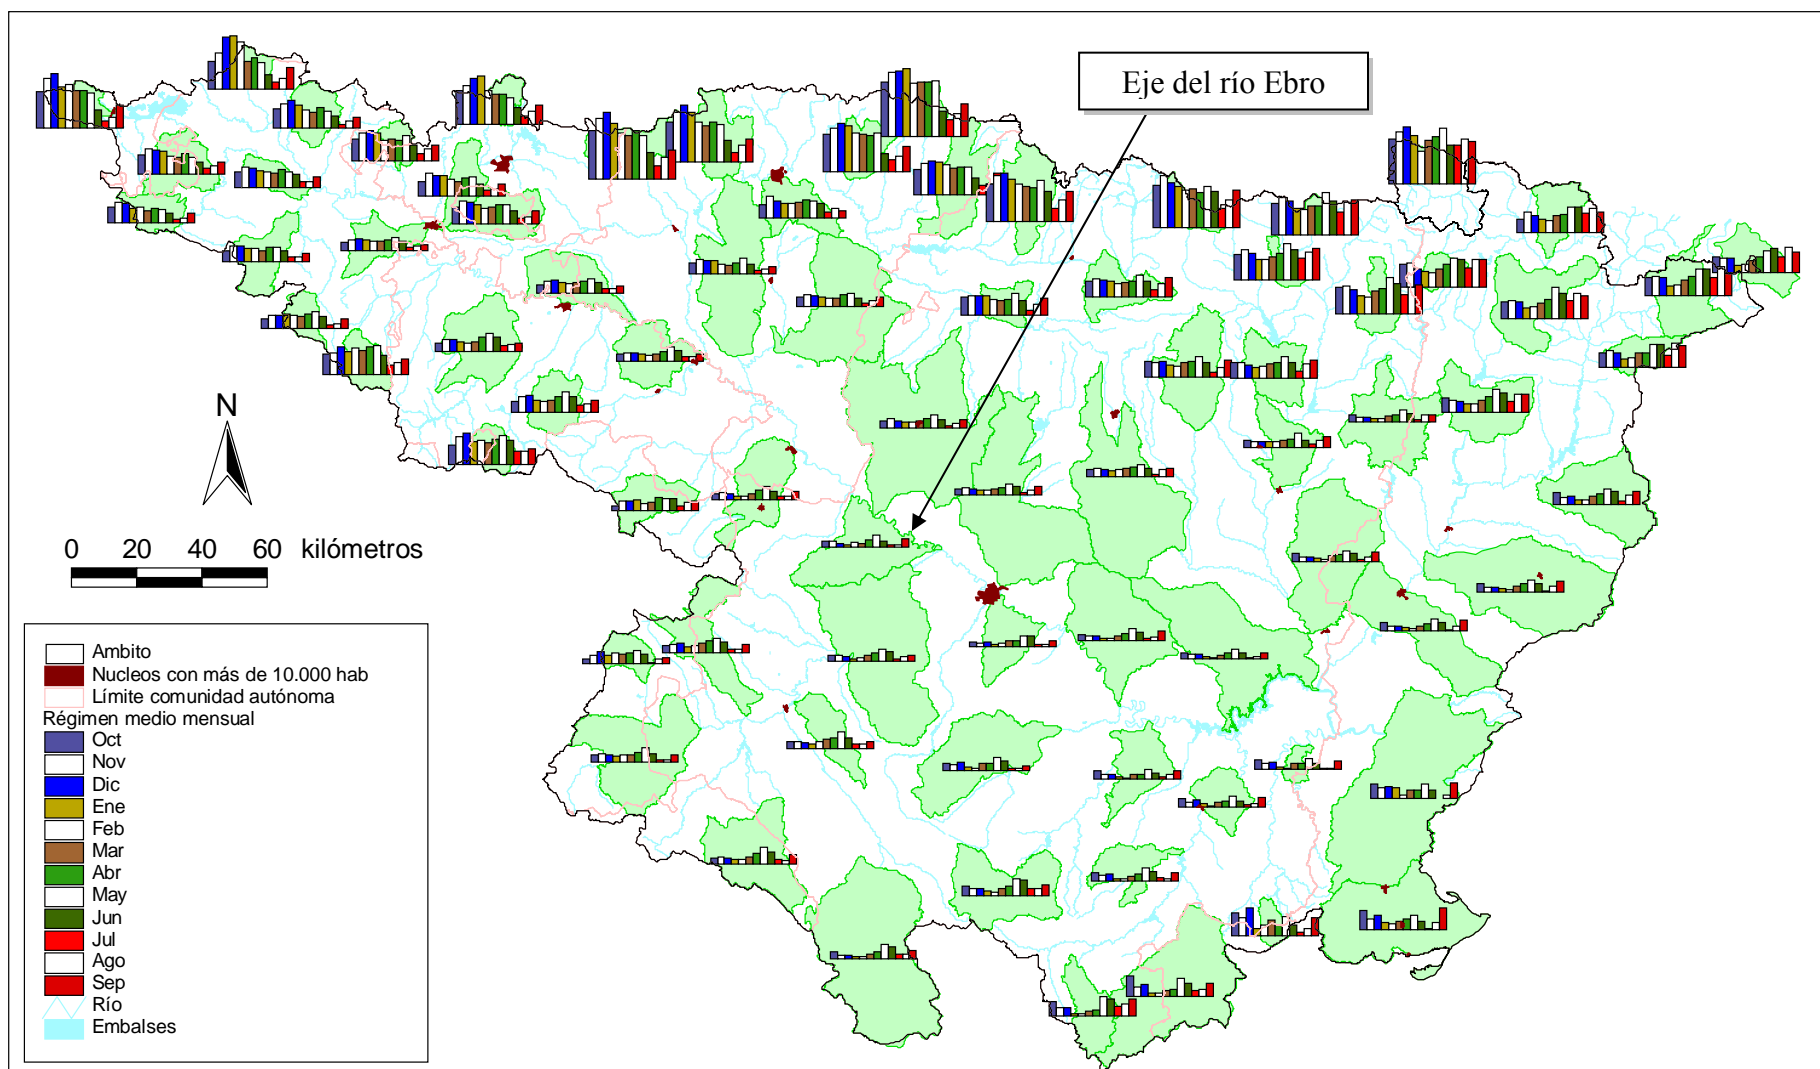 Eje del río Ebro
N
0 20 40 60 kilómetros
Ambito
Nucleos con más de 10.000 hab
Límite comunidad autónoma
Régimen medio mensual
Oct
Nov
Dic
Ene
Feb
Mar
Abr
May
Jun
Jul
Ago
Sep
Río
Embalses